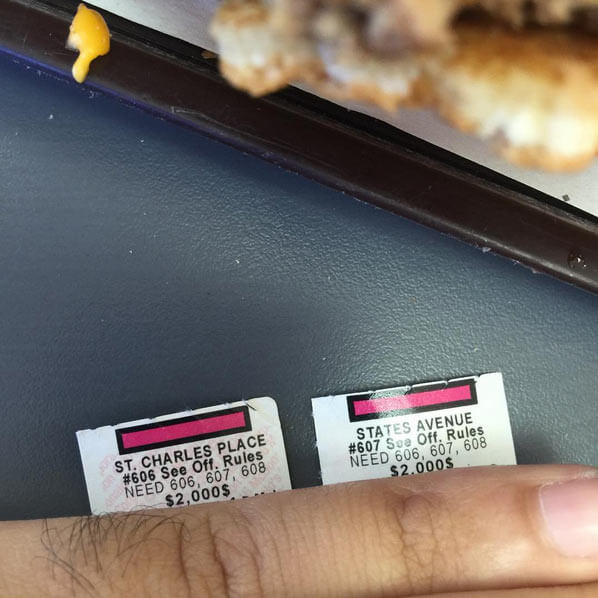 ST. CHARLES PLACE
#606 See Off. Rules
NEED 606, 607, 608
$2,000$
STATES AVENUE
#607 See Off. Rules
NEED 606, 607, 608
$2,000$